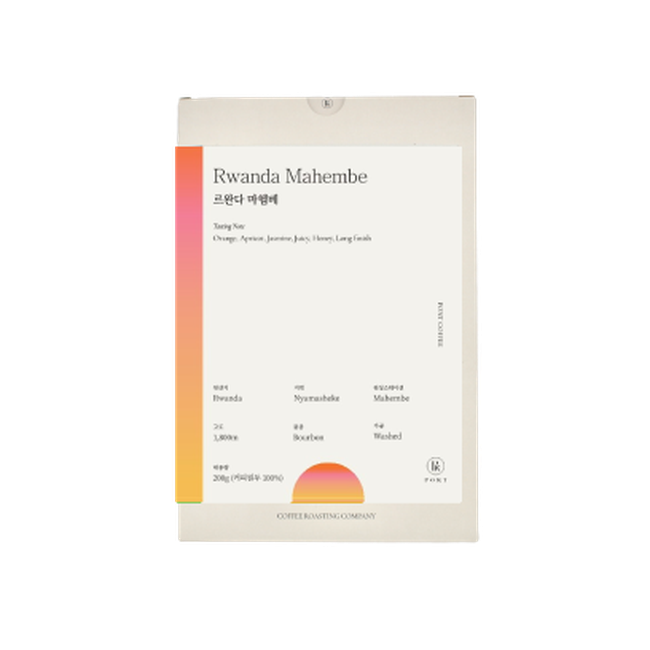 Rwanda Mahembe
르완다 마헴베
Tasting Note
Orange, Apricot, Jasmine, Juicy, Honey, Long finish
POKT COFFEE
원산지
Rwanda
지역
Nyamasheke
워싱스테이션
Mahembe
고도
1,800m
품종
Bourbon
가공
Washed
내용량
200g (커피원두 100%)
POKT
COFFEE ROASTING COMPANY